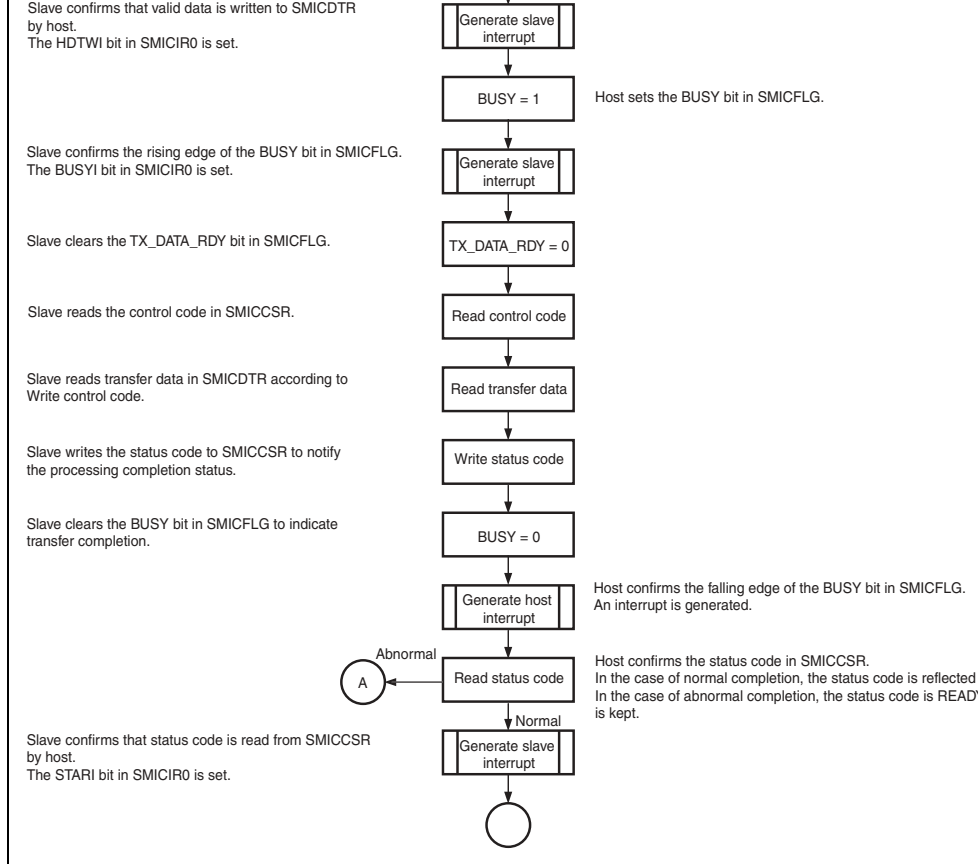 Slave confirms that valid data is written to SMICDTR
by host.
The HDTWI bit in SMICIR0 is set.
Generate slave
interrupt
BUSY = 1
Host sets the BUSY bit in SMICFLG.
Slave confirms the rising edge of the BUSY bit in SMICFLG.
The BUSYI bit in SMICIR0 is set.
Generate slave
interrupt
Slave clears the TX_DATA_RDY bit in SMICFLG.
TX_DATA_RDY = 0
Slave reads the control code in SMICCSR.
Read control code
Slave reads transfer data in SMICDTR according to
Write control code.
Read transfer data
Slave writes the status code to SMICCSR to notify
the processing completion status.
Write status code
Slave clears the BUSY bit in SMICFLG to indicate
transfer completion.
BUSY = 0
Generate host
interrupt
Host confirms the falling edge of the BUSY bit in SMICFLG.
An interrupt is generated.
Abnormal
A
Read status code
Host confirms the status code in SMICCSR.
In the case of normal completion, the status code is reflected
In the case of abnormal completion, the status code is READY
is kept.
Normal
Slave confirms that status code is read from SMICCSR
by host.
The STARI bit in SMICIR0 is set.
Generate slave
interrupt